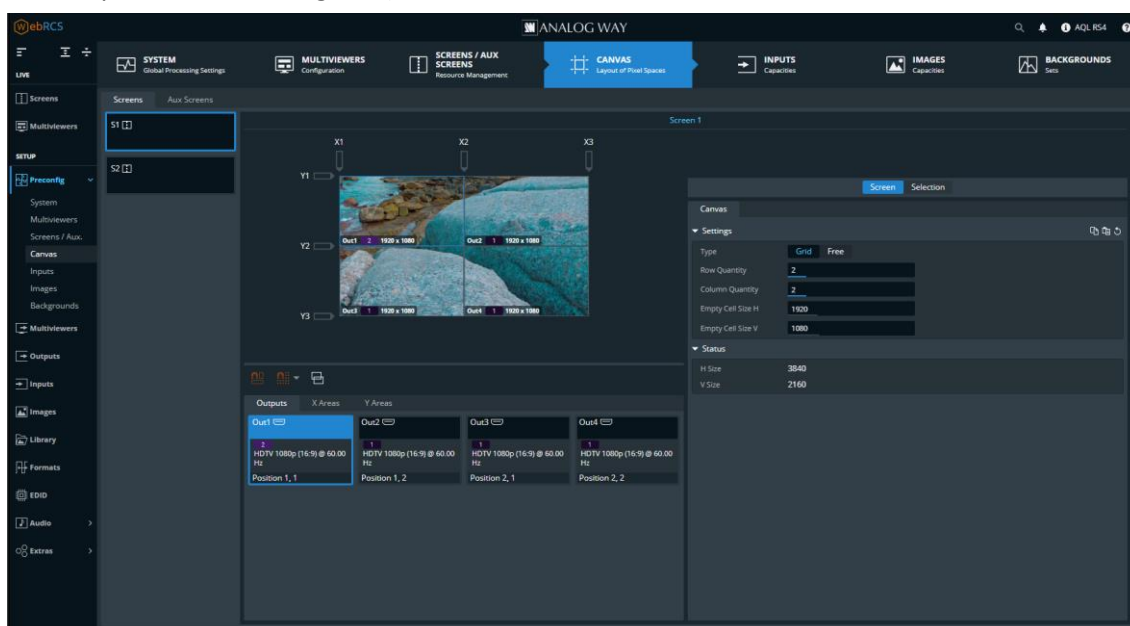 WebRCS
ANALOG WAY
AQL RS4
LIVE
SYSTEM
Global Processing Settings
MULTIVIEWERS
Configuration
SCREENS / AUX
SCREENS
Resource Management
CANVAS
Layout of Pixel Spaces
INPUTS
Capacities
IMAGES
Capacities
BACKGROUNDS
Sets
Screens
Multiviewers
SETUP
Preconfig
System
Multiviewers
Screens / Aux.
Canvas
Inputs
Images
Backgrounds
Multiviewers
Outputs
Inputs
Images
Library
Formats
EDID
Audio
Extras
Screens Aux Screens
S1
S2
Screen 1
X1 X2 X3
Y1
Y2
Y3
Out1 2 1920 x 1080
Out2 1 1920 x 1080
Out3 1 1920 x 1080
Out4 1 1920 x 1080
Outputs X Areas Y Areas
Out1
2
HDTV 1080p (16:9) @ 60.00
Hz
Position 1, 1
Out2
1
HDTV 1080p (16:9) @ 60.00
Hz
Position 1, 2
Out3
1
HDTV 1080p (16:9) @ 60.00
Hz
Position 2, 1
Out4
1
HDTV 1080p (16:9) @ 60.00
Hz
Position 2, 2
Screen Selection
Canvas
Settings
Type Grid Free
Row Quantity 2
Column Quantity 2
Empty Cell Size H 1920
Empty Cell Size V 1080
Status
H Size 3840
V Size 2160